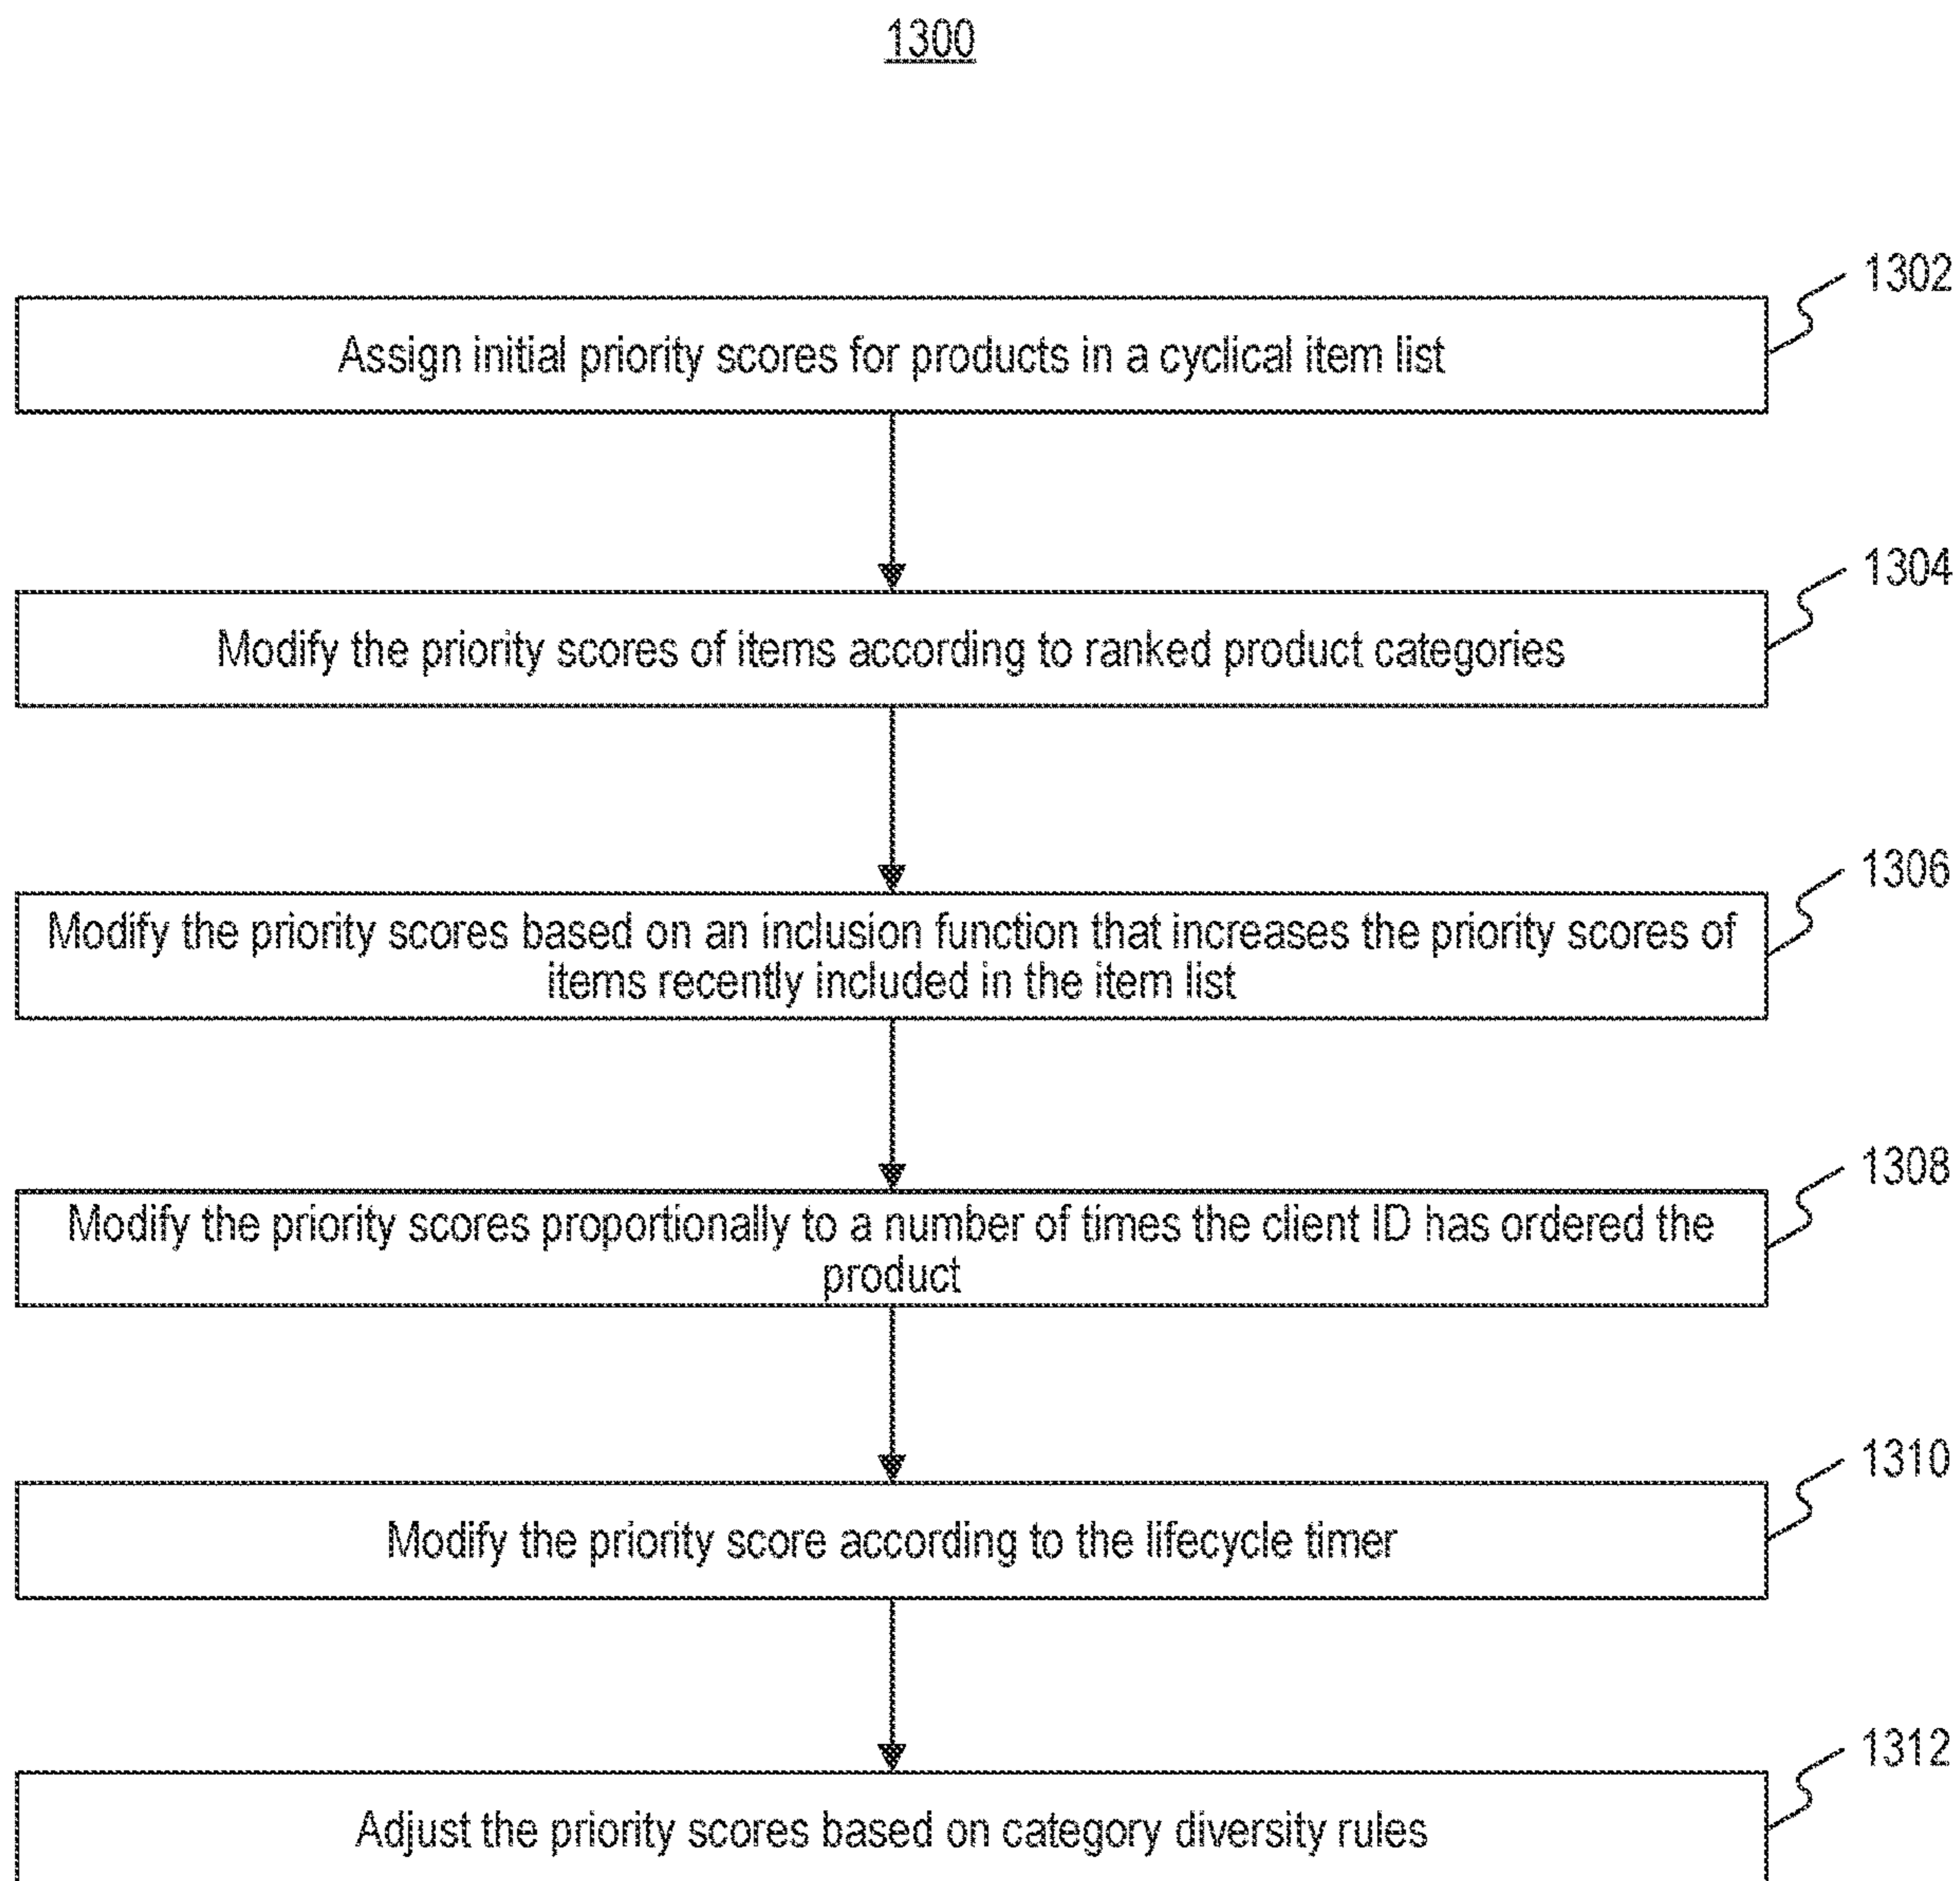 1300
1302
Assign initial priority scores for products in a cyclical item list
1304
Modify the priority scores of items according to ranked product categories
1306
Modify the priority scores based on an inclusion function that increases the priority scores of
items recently included in the item list
1308
Modify the priority scores proportionally to a number of times the client ID has ordered the
product
1310
Modify the priority score according to the lifecycle timer
1312
Adjust the priority scores based on category diversity rules